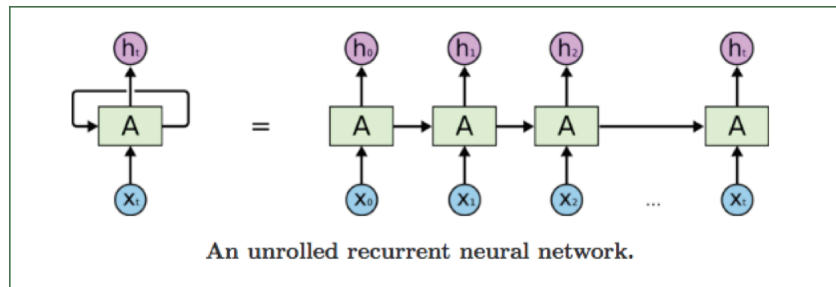 hₜ h₀ h₁ h₂ hₜ
A = A A A A
xₜ x₀ x₁ x₂ ... xₜ
An unrolled recurrent neural network.